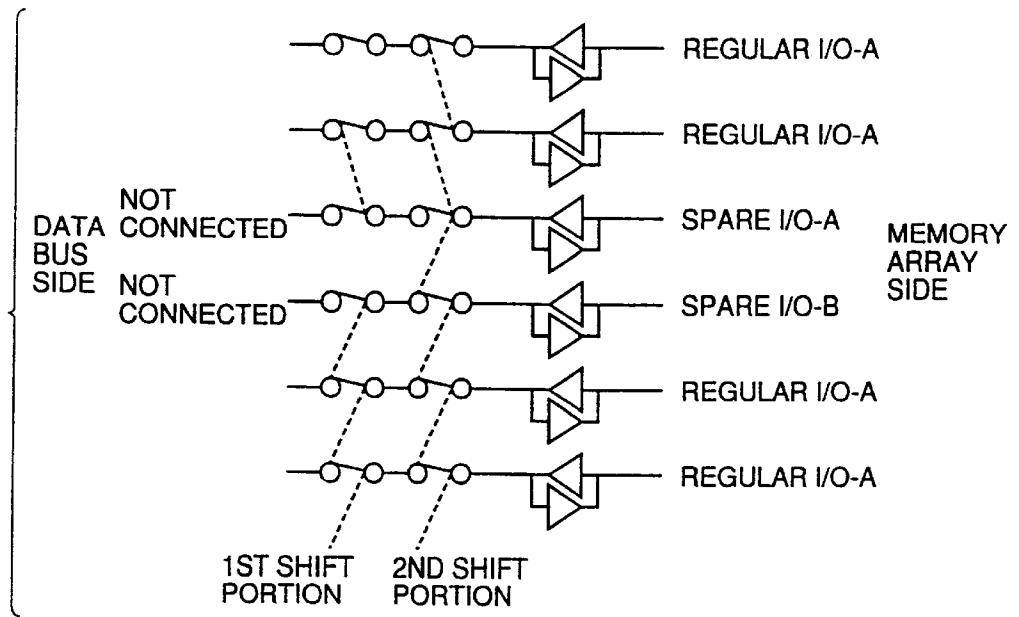 REGULAR I/O-A
REGULAR I/O-A
NOT
CONNECTED
SPARE I/O-A
DATA
BUS
SIDE
MEMORY
ARRAY
SIDE
NOT
CONNECTED
SPARE I/O-B
REGULAR I/O-A
REGULAR I/O-A
1ST SHIFT
PORTION
2ND SHIFT
PORTION